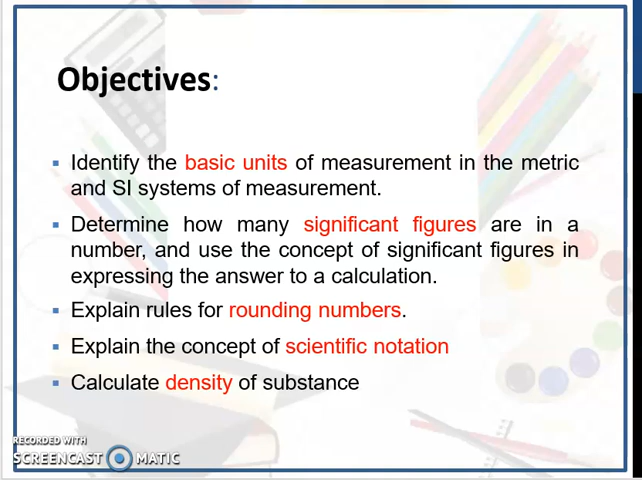 Objectives:
▪ Identify the basic units of measurement in the metric
and SI systems of measurement.
▪ Determine how many significant figures are in a
number, and use the concept of significant figures in
expressing the answer to a calculation.
▪ Explain rules for rounding numbers.
▪ Explain the concept of scientific notation
▪ Calculate density of substance
RECORDED WITH
SCREENCAST MATIC